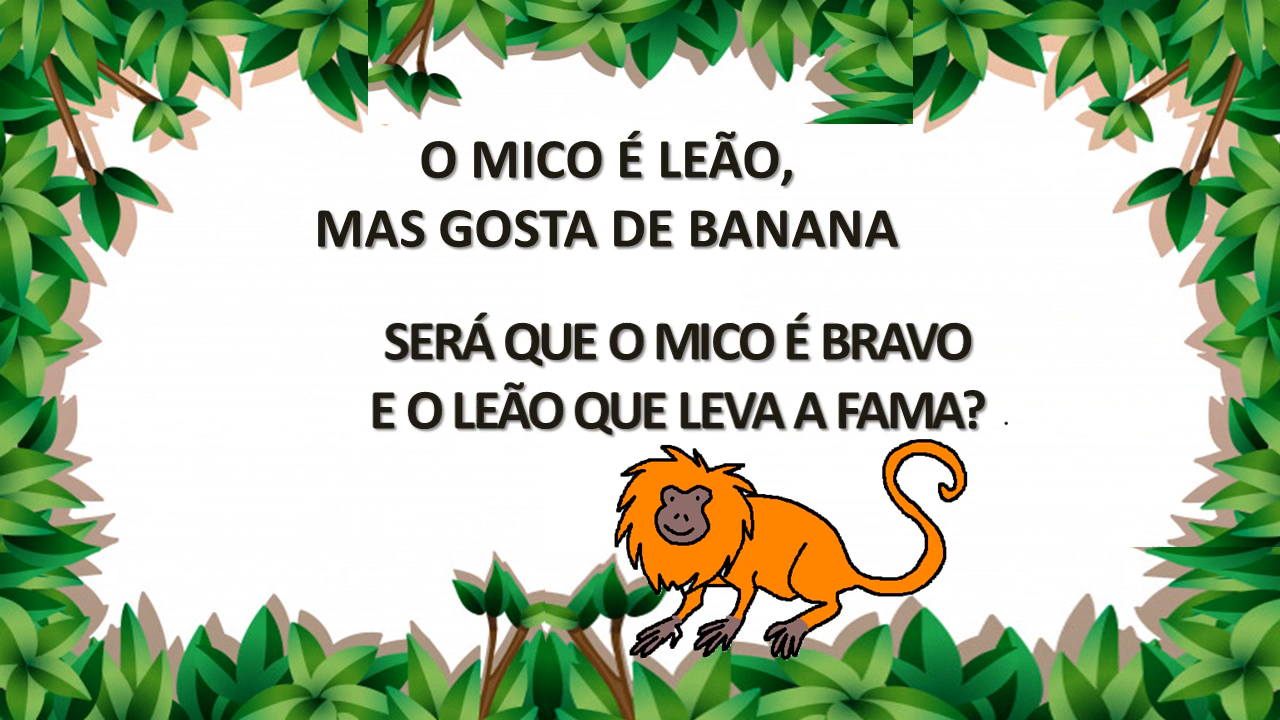 O MICO É LEÃO,
MAS GOSTA DE BANANA
SERÁ QUE O MICO É BRAVO
E O LEÃO QUE LEVA A FAMA? .